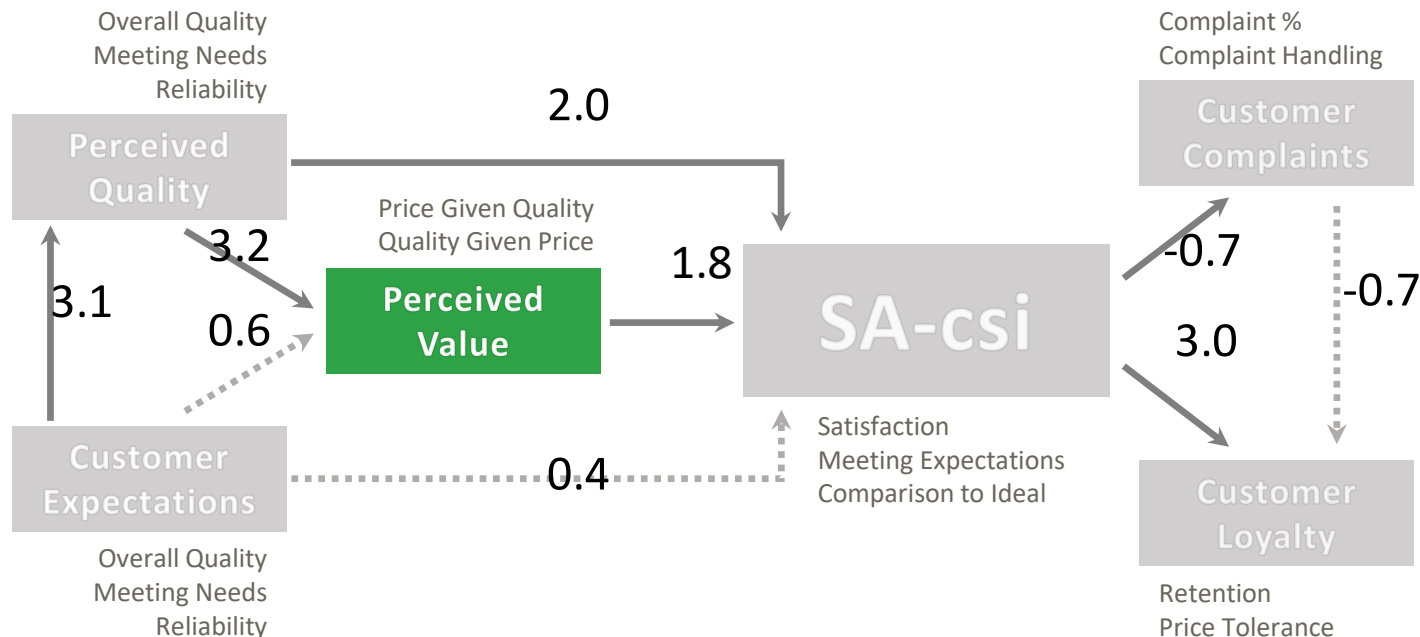 Overall Quality
Meeting Needs
Reliability
Perceived
Quality
2.0
Complaint %
Complaint Handling
Customer
Complaints
Price Given Quality
Quality Given Price
3.2
3.1
0.6
Perceived
Value
1.8
SA-csi
-0.7
-0.7
3.0
Customer
Expectations
0.4
Satisfaction
Meeting Expectations
Comparison to Ideal
Customer
Loyalty
Overall Quality
Meeting Needs
Reliability
Retention
Price Tolerance